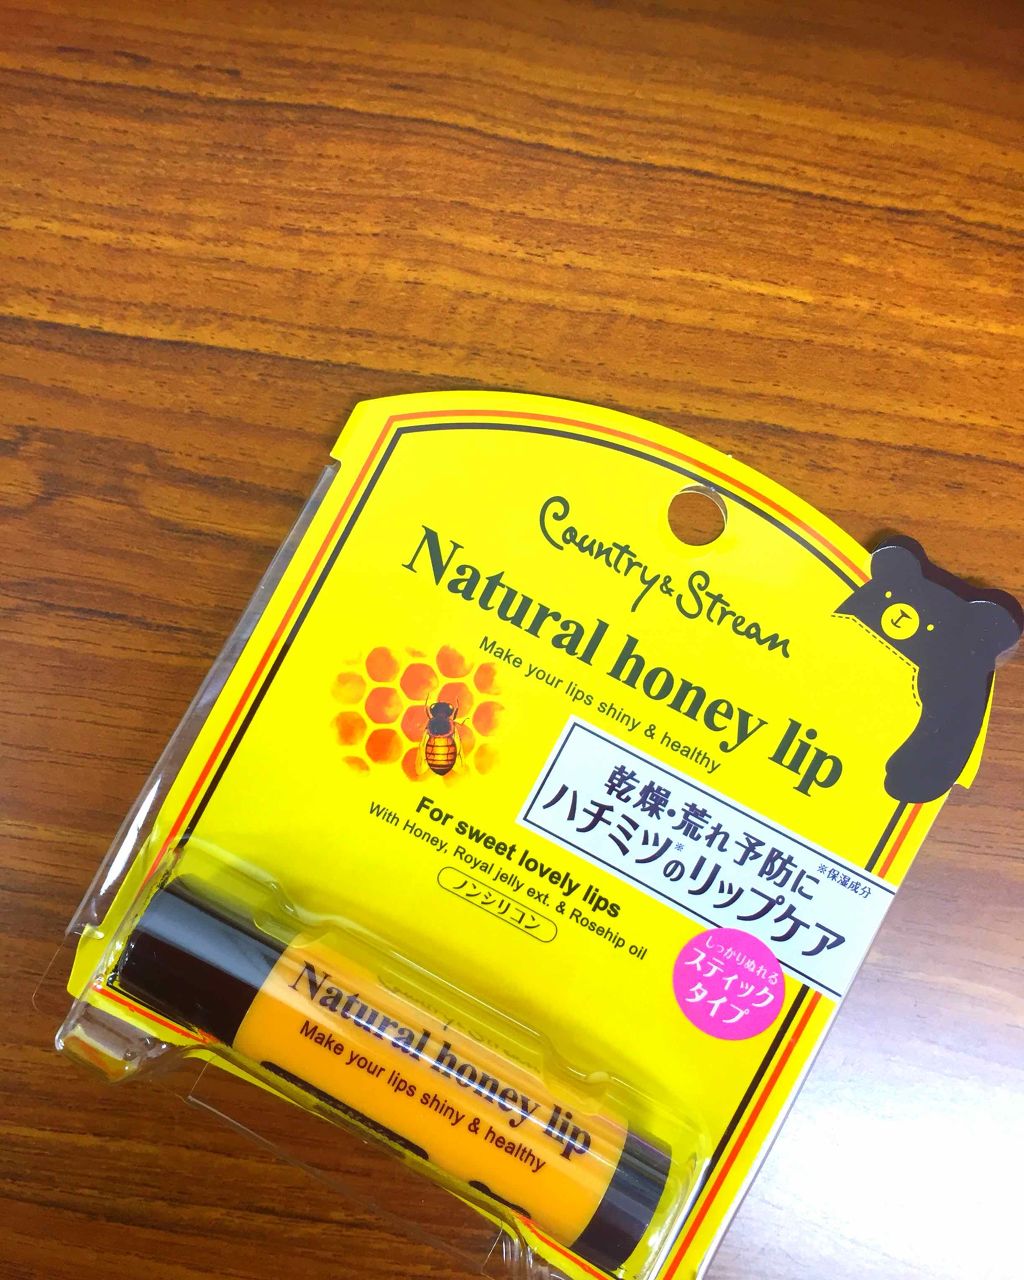 Country & Stream
Natural honey lip
Make your lips shiny & healthy
乾燥・荒れ予防に
ハチミツ※のリップケア
※保湿成分
For sweet lovely lips
With Honey, Royal jelly ext. & Rosehip oil
ノンシリコン
しっかりぬれる
スティック
タイプ
Natural honey lip
Make your lips shiny & healthy